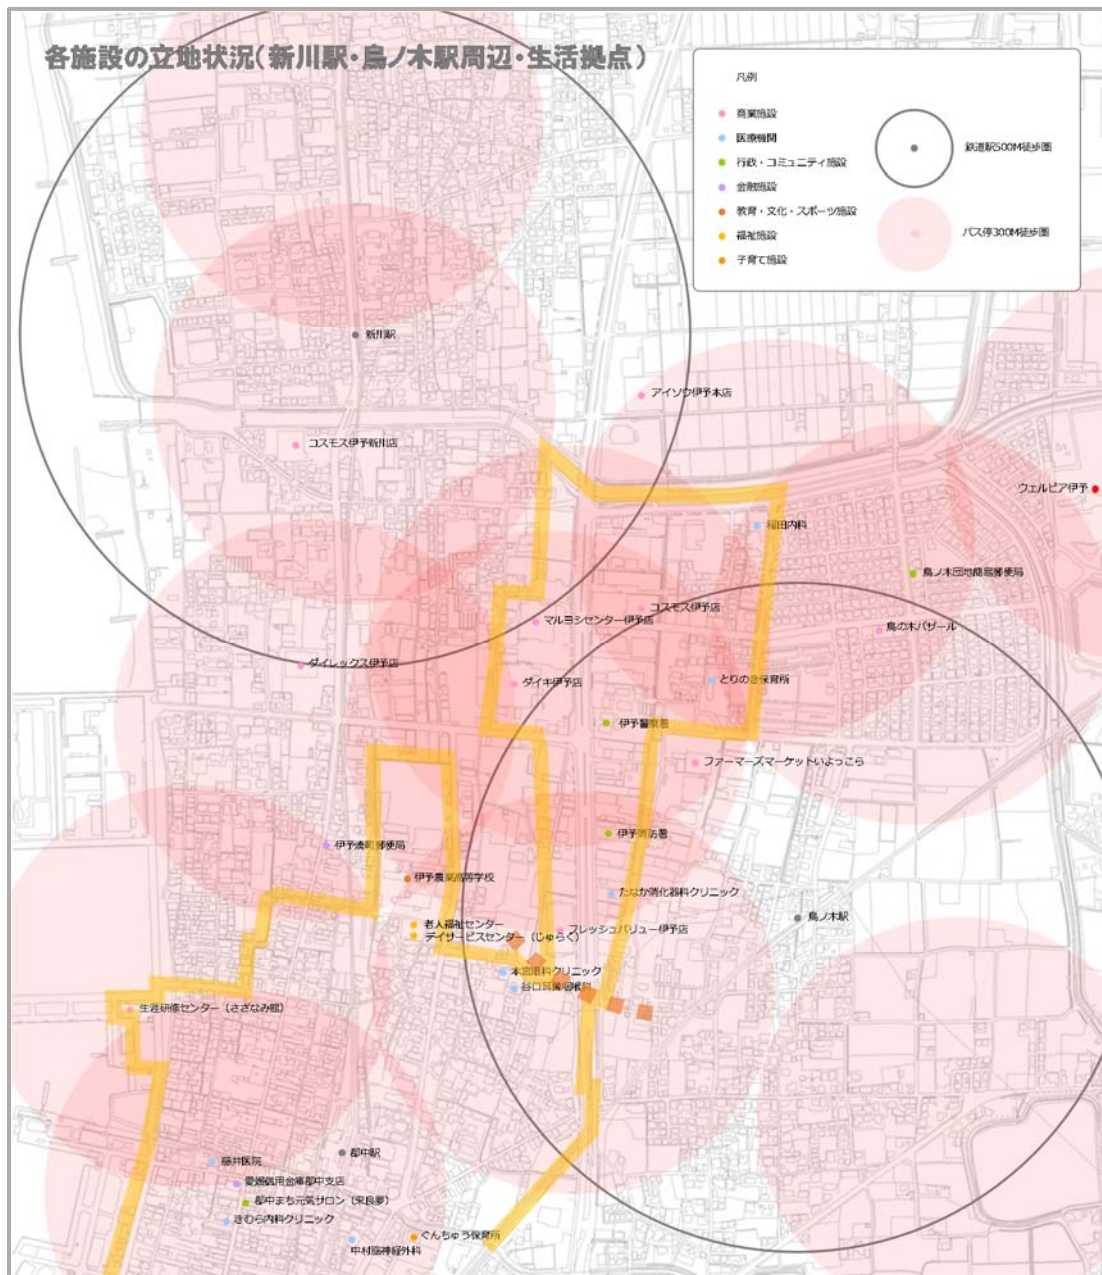 各施設の立地状況(新川駅・鳥ノ木駅周辺・生活拠点)
凡例
商業施設
医療機関
行政・コミュニティ施設
金融施設
教育・文化・スポーツ施設
福祉施設
子育て施設
鉄道駅500M徒歩圏
バス停300M徒歩圏
新川駅
アイソウ伊予本店
コスモス伊予新川店
ウェルピア伊予
稲田内科
鳥ノ木団地簡易郵便局
コスモス伊予店
マルヨシセンター伊予店
鳥の木バザール
ダイレックス伊予店
ダイキ伊予店
とりのき保育所
伊予警察署
ファーマーズマーケットいよっこら
伊予消防署
伊予湊町郵便局
伊予農業高等学校
たなか消化器科クリニック
鳥ノ木駅
老人福祉センター
デイサービスセンター(じゅらく)
フレッシュバリュー伊予店
本宮眼科クリニック
谷口耳鼻咽喉科
生涯研修センター(さざなみ館)
郡中駅
藤井医院
愛媛信用金庫郡中支店
郡中まち元気サロン(来良夢)
きむら内科クリニック
ぐんちゅう保育所
中村脳神経外科